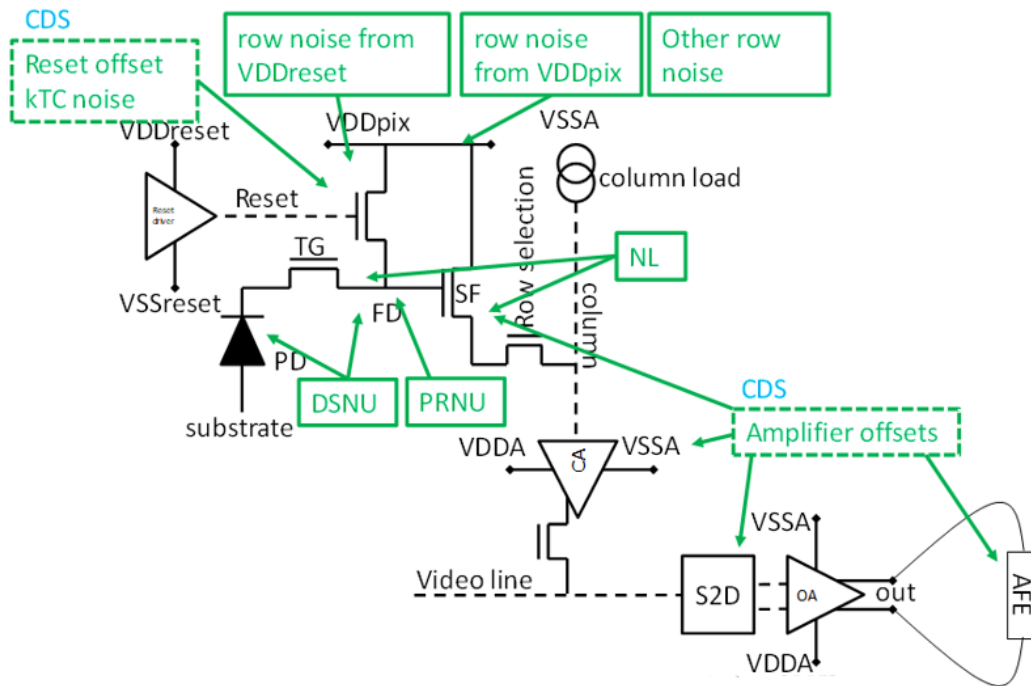 CDS
Reset offset
kTC noise
row noise from
VDDreset
row noise
from VDDpix
Other row
noise
VDDreset
VDDpix
VSSA
column load
Reset
driver
Reset
TG
Row selection
column
NL
VSSreset
FD
SF
PD
DSNU
PRNU
substrate
CDS
Amplifier offsets
VDDA
CA
VSSA
VSSA
Video line
S2D
OA
out
AFE
VDDA